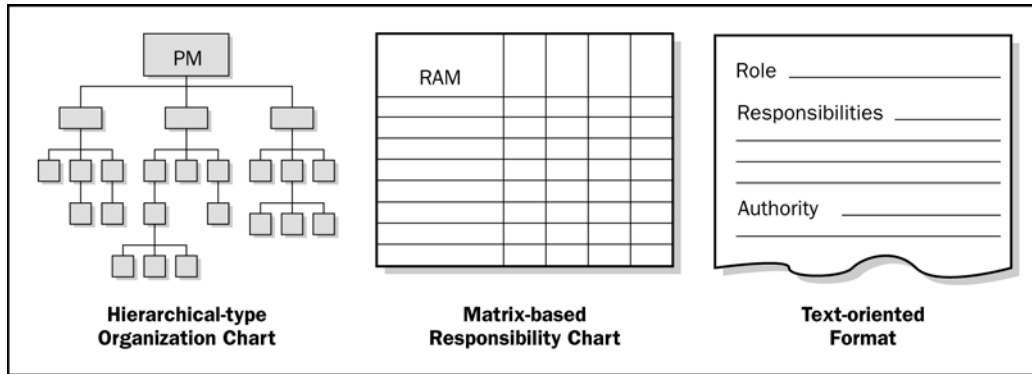 PM
RAM
Role
Responsibilities
Authority
Hierarchical-type
Organization Chart
Matrix-based
Responsibility Chart
Text-oriented
Format